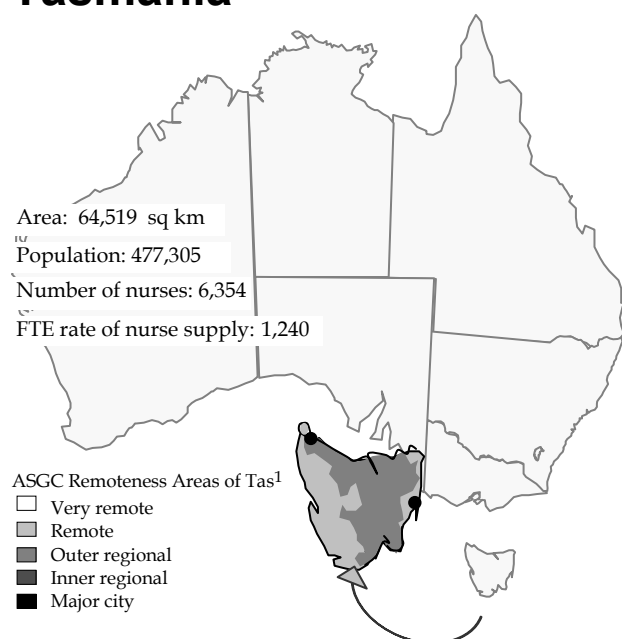 Tasmania
Area: 64,519 sq km
Population: 477,305
Number of nurses: 6,354
FTE rate of nurse supply: 1,240
ASGC Remoteness Areas of Tas1
Very remote
Remote
Outer regional
Inner regional
Major city